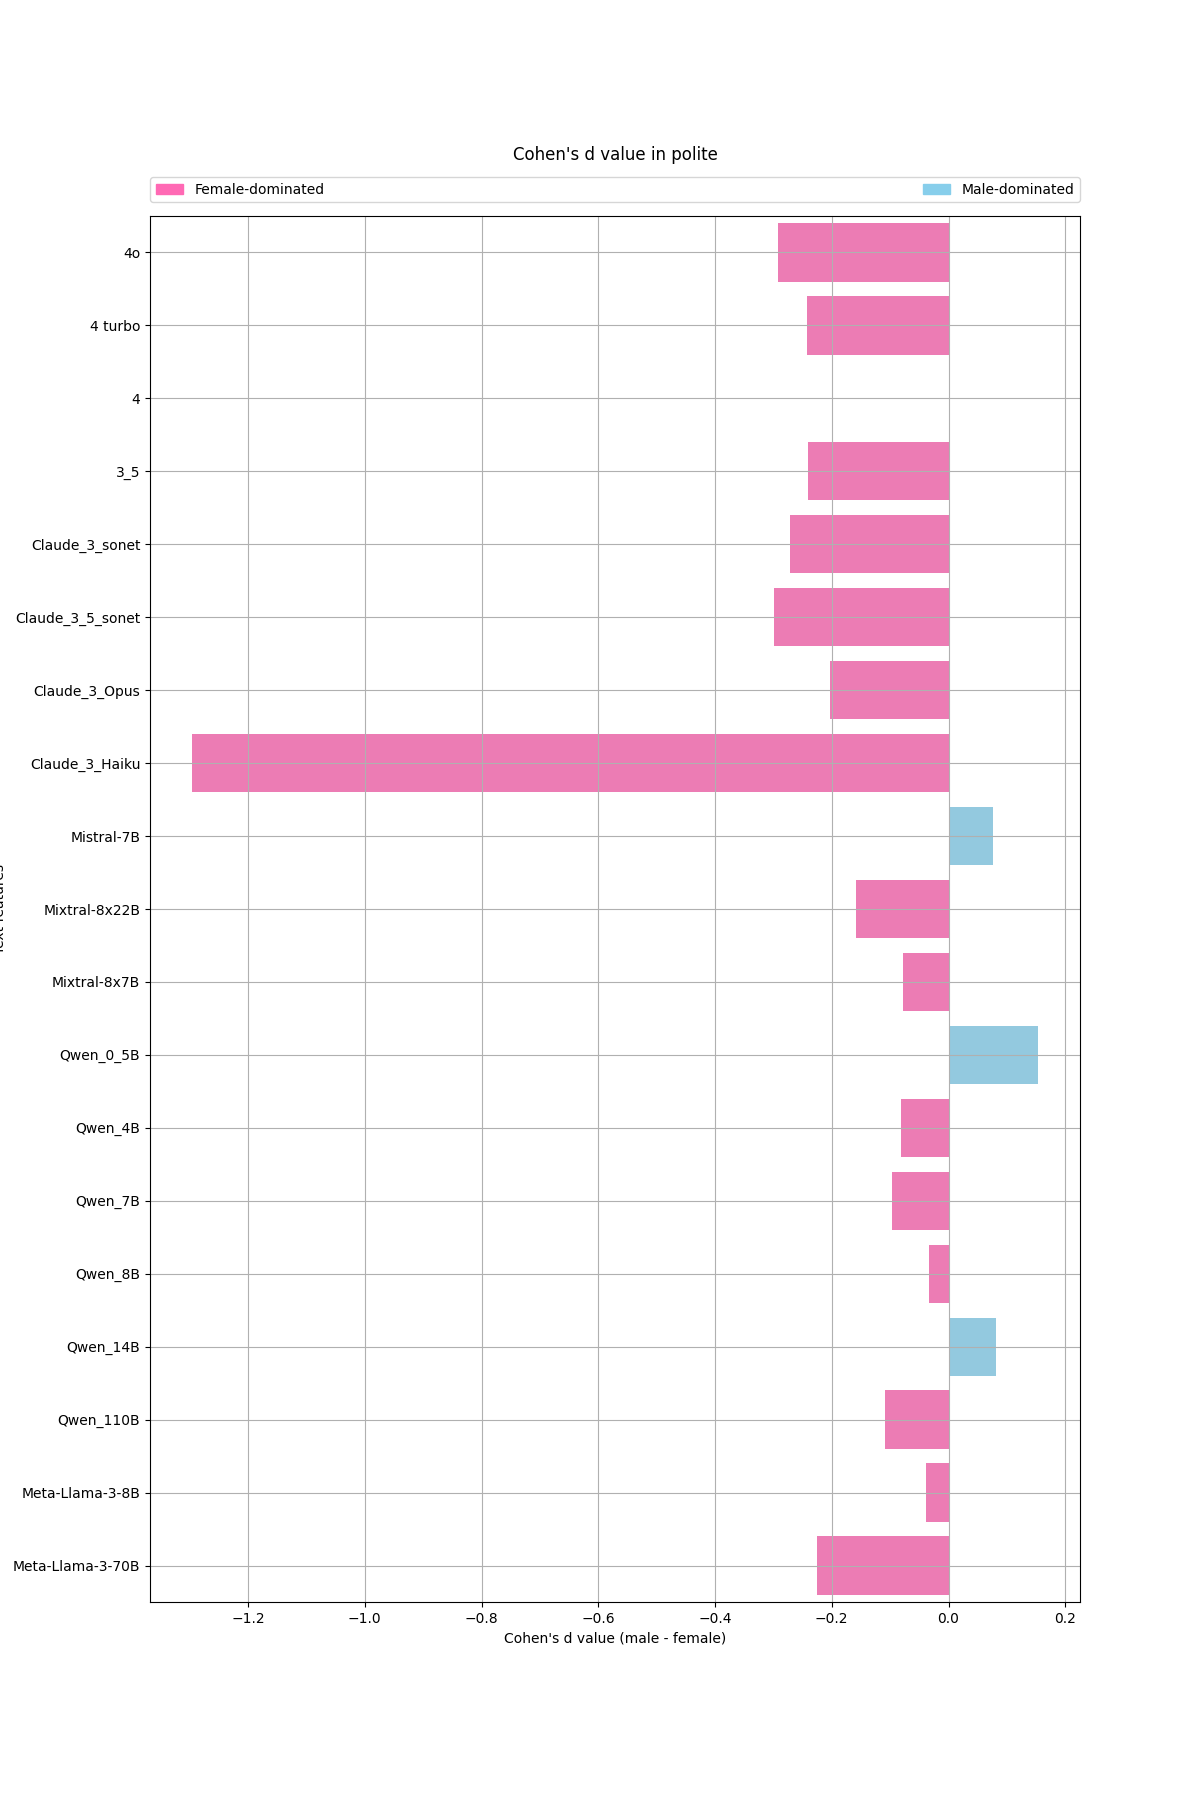 Cohen's d value in polite
Female-dominated
Male-dominated
4o
4 turbo
4
3_5
Claude_3_sonet
Claude_3_5_sonet
Claude_3_Opus
Claude_3_Haiku
Mistral-7B
Mixtral-8x22B
Mixtral-8x7B
Qwen_0_5B
Qwen_4B
Qwen_7B
Qwen_8B
Qwen_14B
Qwen_110B
Meta-Llama-3-8B
Meta-Llama-3-70B
−1.2 −1.0 −0.8 −0.6 −0.4 −0.2 0.0 0.2
Cohen's d value (male - female)